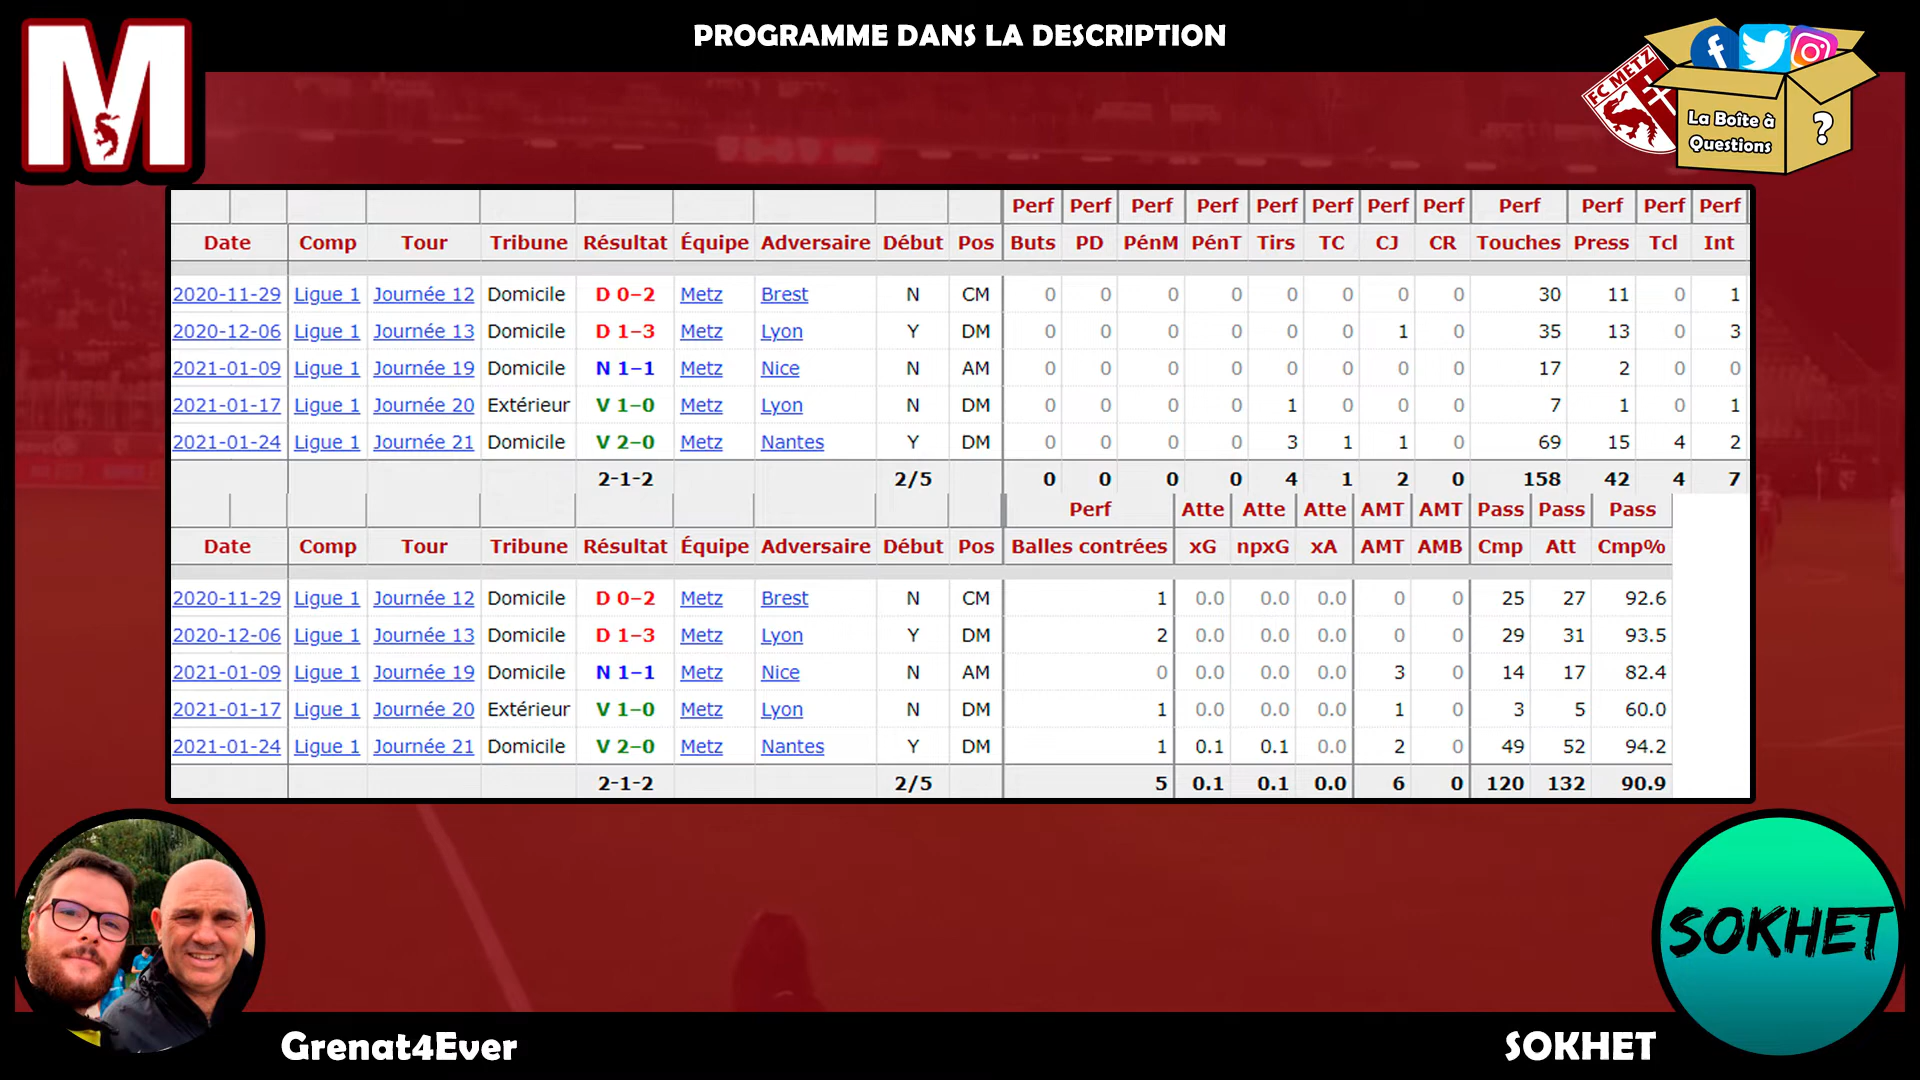 PROGRAMME DANS LA DESCRIPTION
M
FC METZ
La Boîte à
Questions
?
Perf Perf Perf Perf Perf Perf Perf Perf Perf Perf Perf Perf
Date Comp Tour Tribune Résultat Équipe Adversaire Début Pos Buts PD PénM PénT Tirs TC CJ CR Touches Press Tcl Int
2020-11-29 Ligue 1 Journée 12 Domicile D 0–2 Metz Brest N CM 0 0 0 0 0 0 0 0 30 11 0 1
2020-12-06 Ligue 1 Journée 13 Domicile D 1–3 Metz Lyon Y DM 0 0 0 0 0 0 1 0 35 13 0 3
2021-01-09 Ligue 1 Journée 19 Domicile N 1–1 Metz Nice N AM 0 0 0 0 0 0 0 0 17 2 0 0
2021-01-17 Ligue 1 Journée 20 Extérieur V 1–0 Metz Lyon N DM 0 0 0 0 1 0 0 0 7 1 0 1
2021-01-24 Ligue 1 Journée 21 Domicile V 2–0 Metz Nantes Y DM 0 0 0 0 3 1 1 0 69 15 4 2
2-1-2 2/5 0 0 0 0 4 1 2 0 158 42 4 7
Perf Atte Atte Atte AMT AMT Pass Pass Pass
Date Comp Tour Tribune Résultat Équipe Adversaire Début Pos Balles contrées xG npxG xA AMT AMB Cmp Att Cmp%
2020-11-29 Ligue 1 Journée 12 Domicile D 0–2 Metz Brest N CM 1 0.0 0.0 0.0 0 0 25 27 92.6
2020-12-06 Ligue 1 Journée 13 Domicile D 1–3 Metz Lyon Y DM 2 0.0 0.0 0.0 0 0 29 31 93.5
2021-01-09 Ligue 1 Journée 19 Domicile N 1–1 Metz Nice N AM 0 0.0 0.0 0.0 3 0 14 17 82.4
2021-01-17 Ligue 1 Journée 20 Extérieur V 1–0 Metz Lyon N DM 1 0.0 0.0 0.0 1 0 3 5 60.0
2021-01-24 Ligue 1 Journée 21 Domicile V 2–0 Metz Nantes Y DM 1 0.1 0.1 0.0 2 0 49 52 94.2
2-1-2 2/5 5 0.1 0.1 0.0 6 0 120 132 90.9
SOKHET
Grenat4Ever
SOKHET